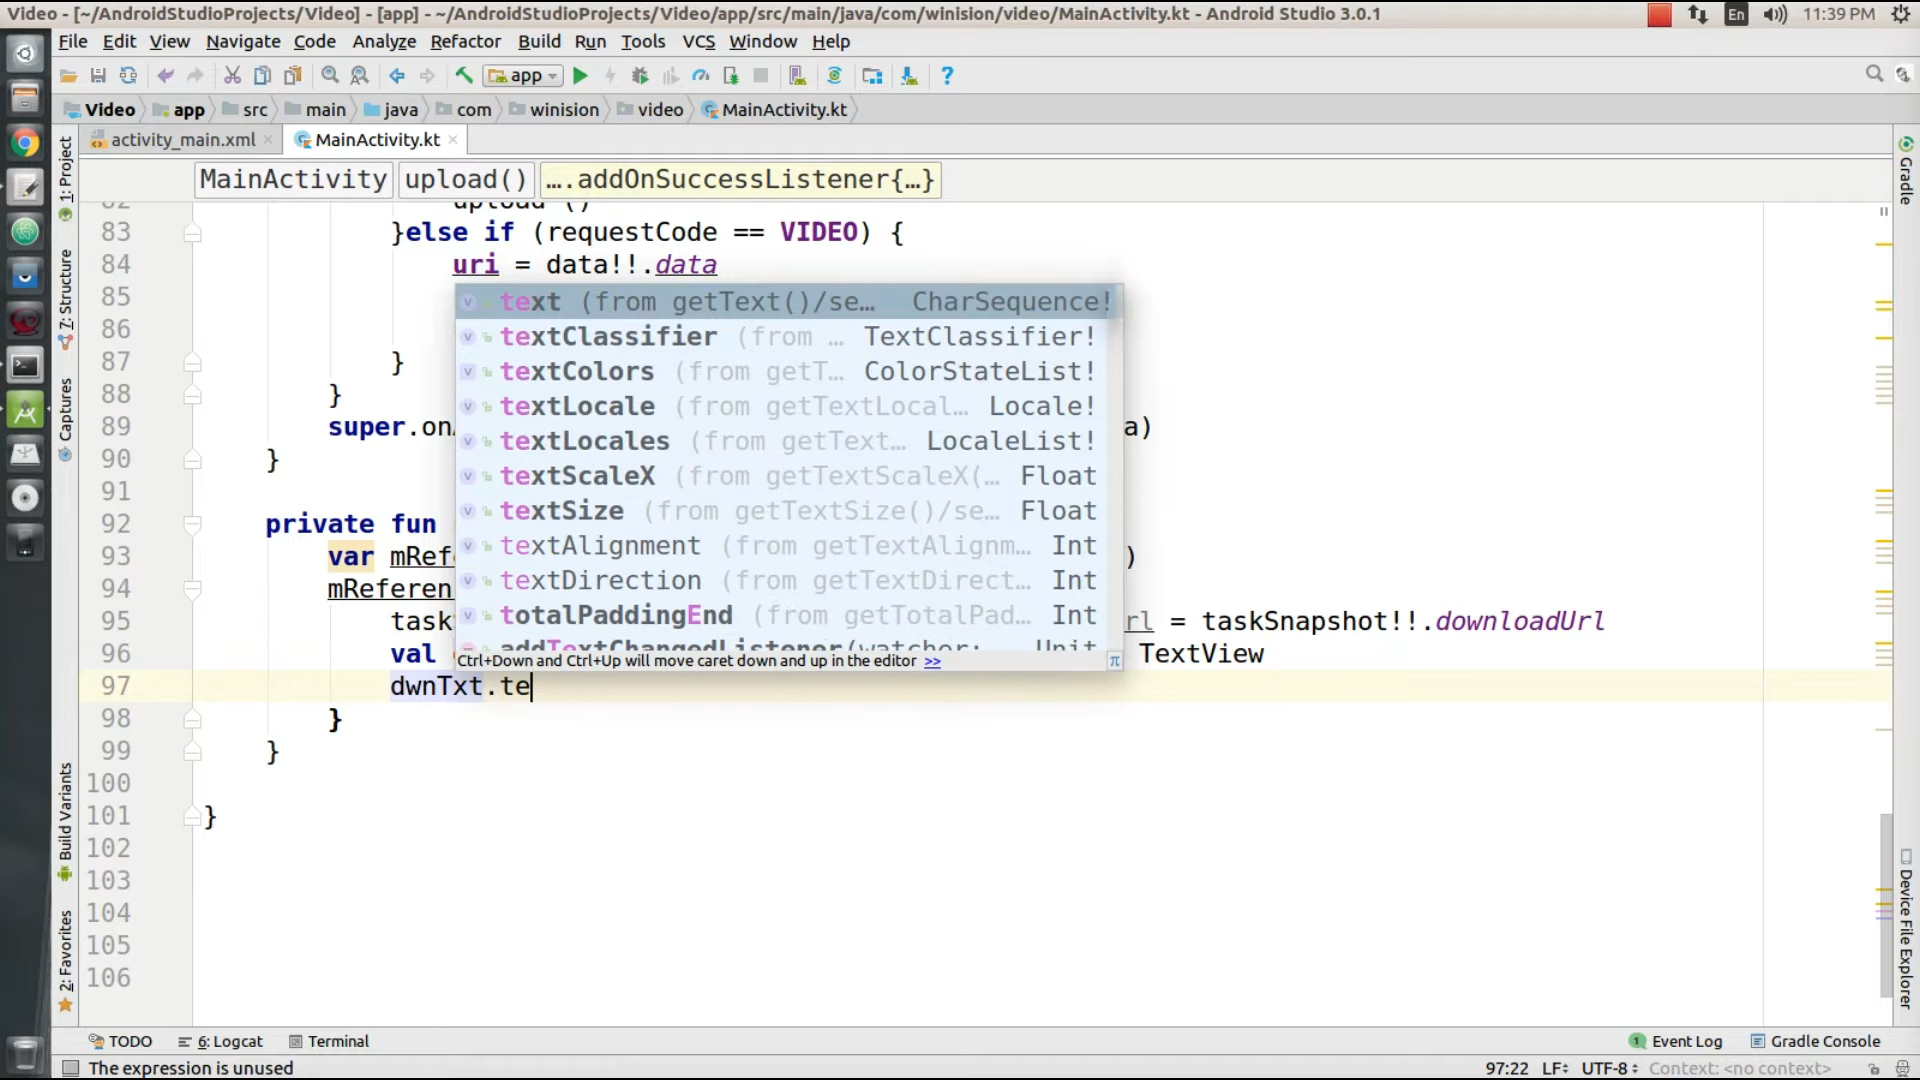 Video - [~/AndroidStudioProjects/Video] - [app] - ~/AndroidStudioProjects/Video/app/src/main/java/com/winision/video/MainActivity.kt - Android Studio 3.0.1
En
11:39 PM
File Edit View Navigate Code Analyze Refactor Build Run Tools VCS Window Help
app
Video app src main java com winision video MainActivity.kt
activity_main.xml MainActivity.kt
MainActivity upload() ….addOnSuccessListener{…}
82 upload ()
83 }else if (requestCode == VIDEO) {
84 uri = data!!.data
85
86
87 }
88 }
89 super.on a)
90 }
91
92 private fun
93 var mRef )
94 mReferen
95 task rl = taskSnapshot!!.downloadUrl
96 val TextView
97 dwnTxt.te
98 }
99 }
100
101 }
102
103
104
105
106
text (from getText()/se… CharSequence!
textClassifier (from … TextClassifier!
textColors (from getT… ColorStateList!
textLocale (from getTextLocal… Locale!
textLocales (from getText… LocaleList!
textScaleX (from getTextScaleX(… Float
textSize (from getTextSize()/se… Float
textAlignment (from getTextAlignm… Int
textDirection (from getTextDirect… Int
totalPaddingEnd (from getTotalPad… Int
addTextChangedListener(watcher: Unit
Ctrl+Down and Ctrl+Up will move caret down and up in the editor >> π
1: Project
7: Structure
Captures
Build Variants
2: Favorites
Gradle
Device File Explorer
TODO 6: Logcat Terminal
1 Event Log Gradle Console
The expression is unused
97:22 LF÷ UTF-8÷ Context: <no context>